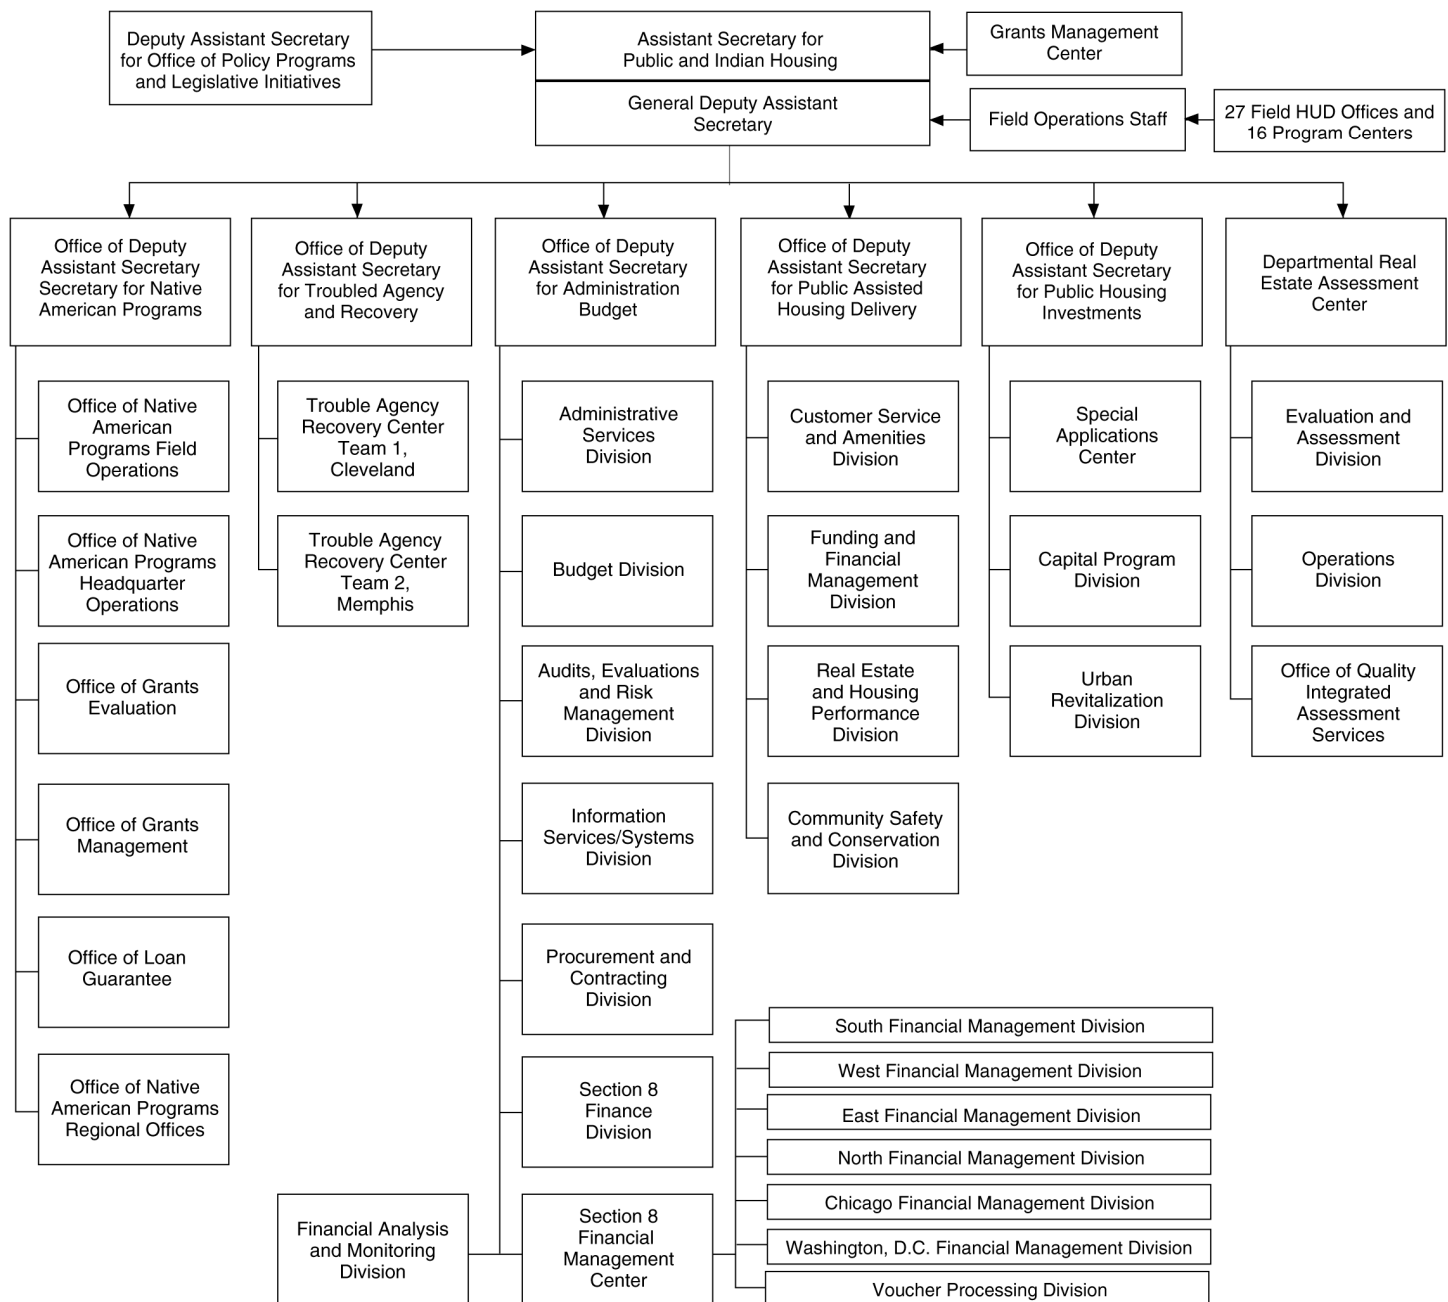 Deputy Assistant Secretary
for Office of Policy Programs
and Legislative Initiatives
Assistant Secretary for
Public and Indian Housing
Grants Management
Center
General Deputy Assistant
Secretary
Field Operations Staff
27 Field HUD Offices and
16 Program Centers
Office of Deputy
Assistant Secretary
Secretary for Native
American Programs
Office of Deputy
Assistant Secretary
for Troubled Agency
and Recovery
Office of Deputy
Assistant Secretary
for Administration
Budget
Office of Deputy
Assistant Secretary
for Public Assisted
Housing Delivery
Office of Deputy
Assistant Secretary
for Public Housing
Investments
Departmental Real
Estate Assessment
Center
Office of Native
American
Programs Field
Operations
Trouble Agency
Recovery Center
Team 1,
Cleveland
Administrative
Services
Division
Customer Service
and Amenities
Division
Special
Applications
Center
Evaluation and
Assessment
Division
Office of Native
American Programs
Headquarter
Operations
Trouble Agency
Recovery Center
Team 2,
Memphis
Budget Division
Funding and
Financial
Management
Division
Capital Program
Division
Operations
Division
Office of Grants
Evaluation
Audits, Evaluations
and Risk
Management
Division
Real Estate
and Housing
Performance
Division
Urban
Revitalization
Division
Office of Quality
Integrated
Assessment
Services
Office of Grants
Management
Information
Services/Systems
Division
Community Safety
and Conservation
Division
Office of Loan
Guarantee
Procurement and
Contracting
Division
Office of Native
American Programs
Regional Offices
Section 8
Finance
Division
Financial Analysis
and Monitoring
Division
Section 8
Financial
Management
Center
South Financial Management Division
West Financial Management Division
East Financial Management Division
North Financial Management Division
Chicago Financial Management Division
Washington, D.C. Financial Management Division
Voucher Processing Division